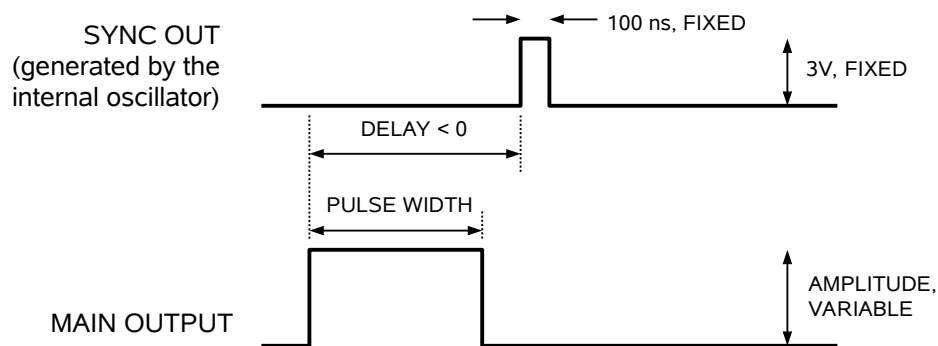 100 ns, FIXED
SYNC OUT
(generated by the
internal oscillator)
3V, FIXED
DELAY < 0
PULSE WIDTH
AMPLITUDE,
VARIABLE
MAIN OUTPUT